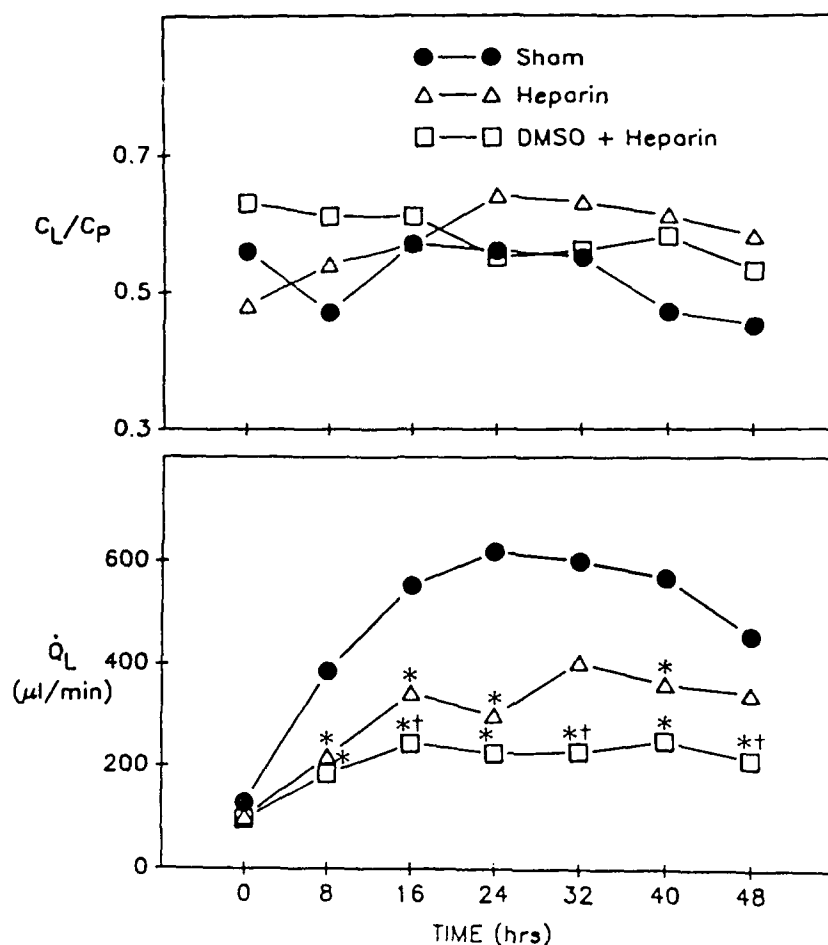 Sham
Heparin
DMSO + Heparin
0.7
C_L/C_P
0.5
0.3
600
Q̇_L
400
(μl/min)
*
*
*
*†
*
*†
*
*†
200
*
*
0
0 8 16 24 32 40 48
TIME (hrs)